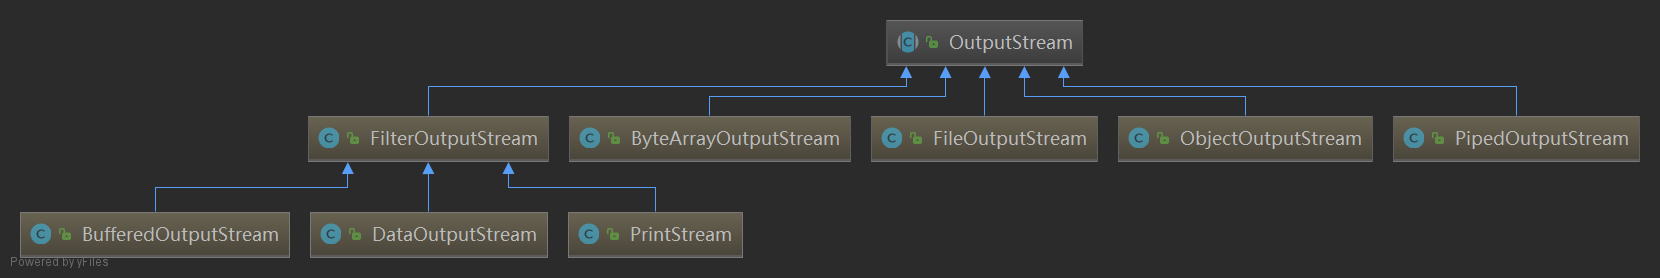 OutputStream
FilterOutputStream
ByteArrayOutputStream
FileOutputStream
ObjectOutputStream
PipedOutputStream
BufferedOutputStream
DataOutputStream
PrintStream
Powered by yFiles